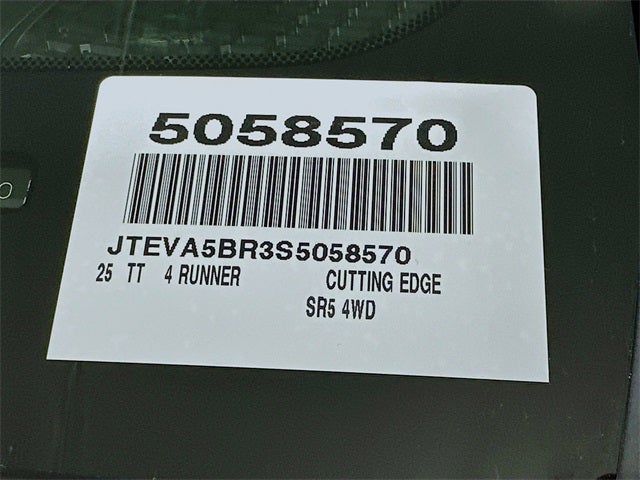 5058570
JTEVA5BR3S5058570
25 TT 4 RUNNER CUTTING EDGE
SR5 4WD